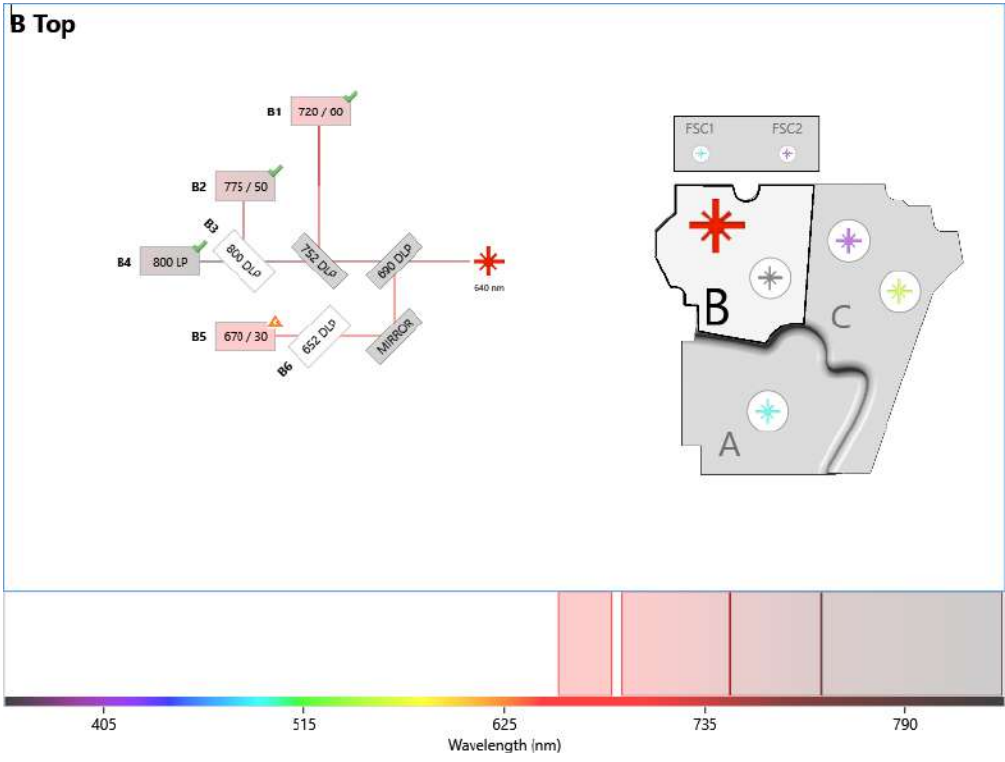 B Top
B1
720 / 60
B2
775 / 50
B3
800 DLP
B4
800 LP
752 DLP
690 DLP
640 nm
B5
670 / 30
652 DLP
B6
MIRROR
FSC1
FSC2
B
C
A
405
515
625
735
790
Wavelength (nm)